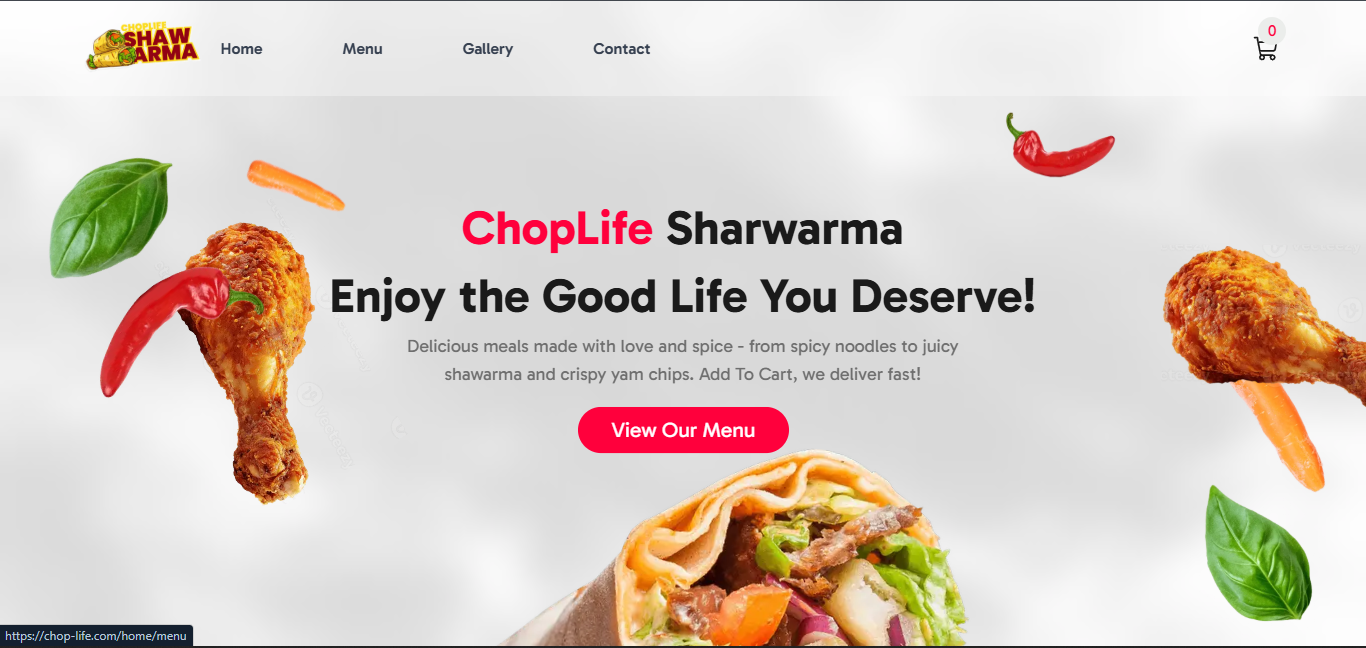 CHOPLIFE
SHAW
ARMA
Home
Menu
Gallery
Contact
0
ChopLife Sharwarma
Enjoy the Good Life You Deserve!
Delicious meals made with love and spice - from spicy noodles to juicy
shawarma and crispy yam chips. Add To Cart, we deliver fast!
View Our Menu
https://chop-life.com/home/menu